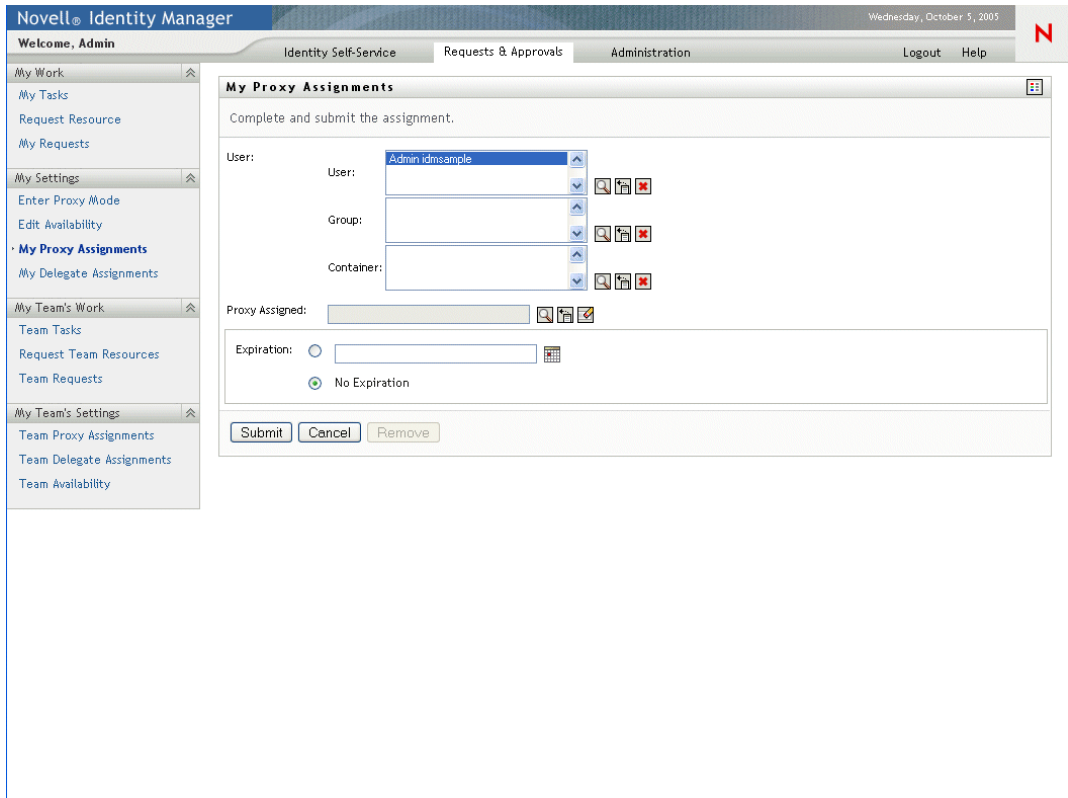 Novell® Identity Manager
Wednesday, October 5, 2005
N
Welcome, Admin
Identity Self-Service
Requests & Approvals
Administration
Logout
Help
My Work
My Tasks
Request Resource
My Requests
My Settings
Enter Proxy Mode
Edit Availability
My Proxy Assignments
My Delegate Assignments
My Team's Work
Team Tasks
Request Team Resources
Team Requests
My Team's Settings
Team Proxy Assignments
Team Delegate Assignments
Team Availability
My Proxy Assignments
Complete and submit the assignment.
User:
User:
Admin idmsample
Group:
Container:
Proxy Assigned:
Expiration:
No Expiration
Submit
Cancel
Remove